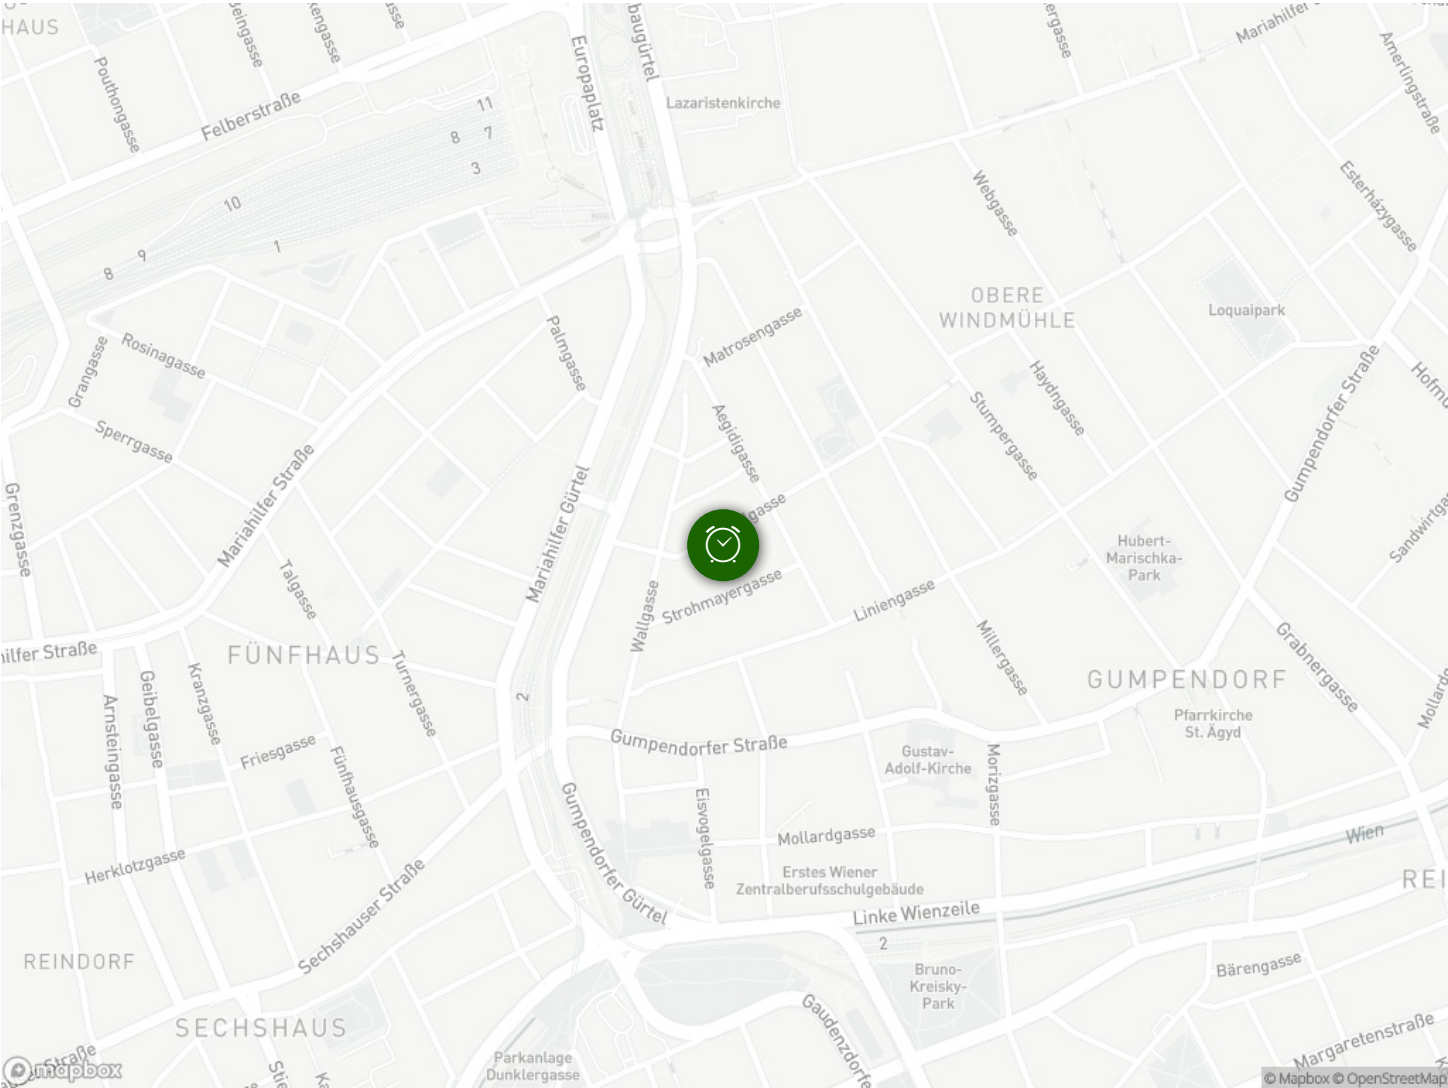 HAUS
Pouthongasse
Beingasse
Felberstraße
Europaplatz
Lazaristenkirche
Mariahilfer
Amerlingstraße
11
8
7
3
10
9
8
1
Webgasse
Esterházygasse
OBERE
WINDMÜHLE
Loquaipark
Rosinagasse
Grangasse
Palmgasse
Matrosengasse
Haydngasse
Gumpendorfer Straße
Sperrgasse
Aegidigasse
Stumpergasse
Grenzgasse
Mariahilfer Straße
Mariahilfer Gürtel
Hubert-
Marischka-
Park
Talgasse
Wallgasse
Strohmayergasse
Liniengasse
FÜNFHAUS
Millergasse
GUMPENDORF
Grabnergasse
Kranzgasse
Geibelgasse
Arnsteingasse
Turnergasse
2
Pfarrkirche
St. Ägyd
Friesgasse
Fünfhausgasse
Gumpendorfer Straße
Gustav-
Adolf-Kirche
Morizgasse
Eisvogelgasse
Gumpendorfer Gürtel
Mollardgasse
Wien
Herklotzgasse
Erstes Wiener
Zentralberufsschulgebäude
Sechshauser Straße
Linke Wienzeile
2
REINDORF
Bruno-
Kreisky-
Park
Bärengasse
SECHSHAUS
Margaretenstraße
Parkanlage
Dunklergasse
mapbox
© Mapbox © OpenStreetMap